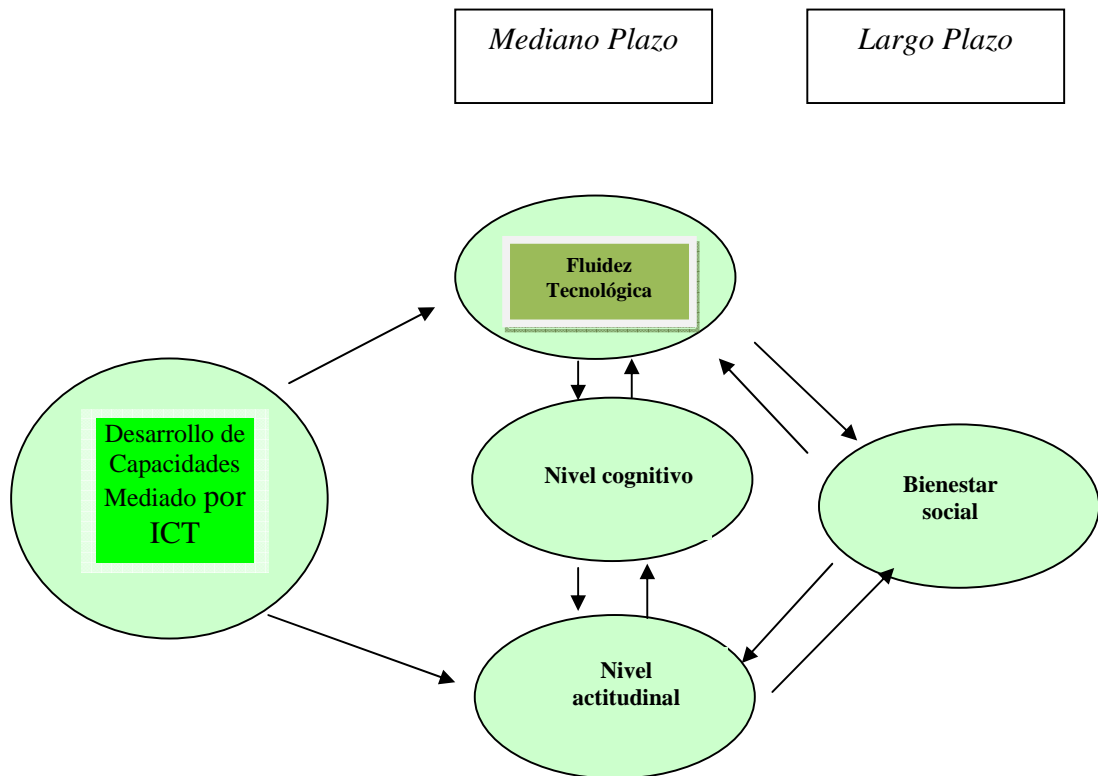 Mediano Plazo
Largo Plazo
Fluidez
Tecnológica
Desarrollo de
Capacidades
Mediado por
ICT
Nivel cognitivo
Bienestar
social
Nivel
actitudinal